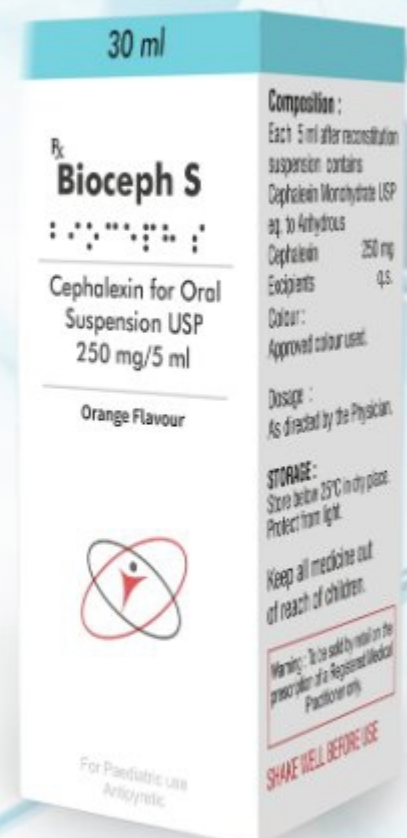 30 ml
Rx
Bioceph S
Cephalexin for Oral
Suspension USP
250 mg/5 ml
Orange Flavour
For Paediatric use
Antipyretic
Composition :
Each 5 ml after reconstitution
suspension contains
Cephalexin Monohydrate USP
eq. to Anhydrous
Cephalexin 250 mg
Excipients q.s.
Colour :
Approved colour used.
Dosage :
As directed by the Physician.
STORAGE :
Store below 25°C in dry place.
Protect from light.
Keep all medicine out
of reach of children.
Warning : To be sold by retail on the
prescription of a Registered Medical
Practitioner only.
SHAKE WELL BEFORE USE